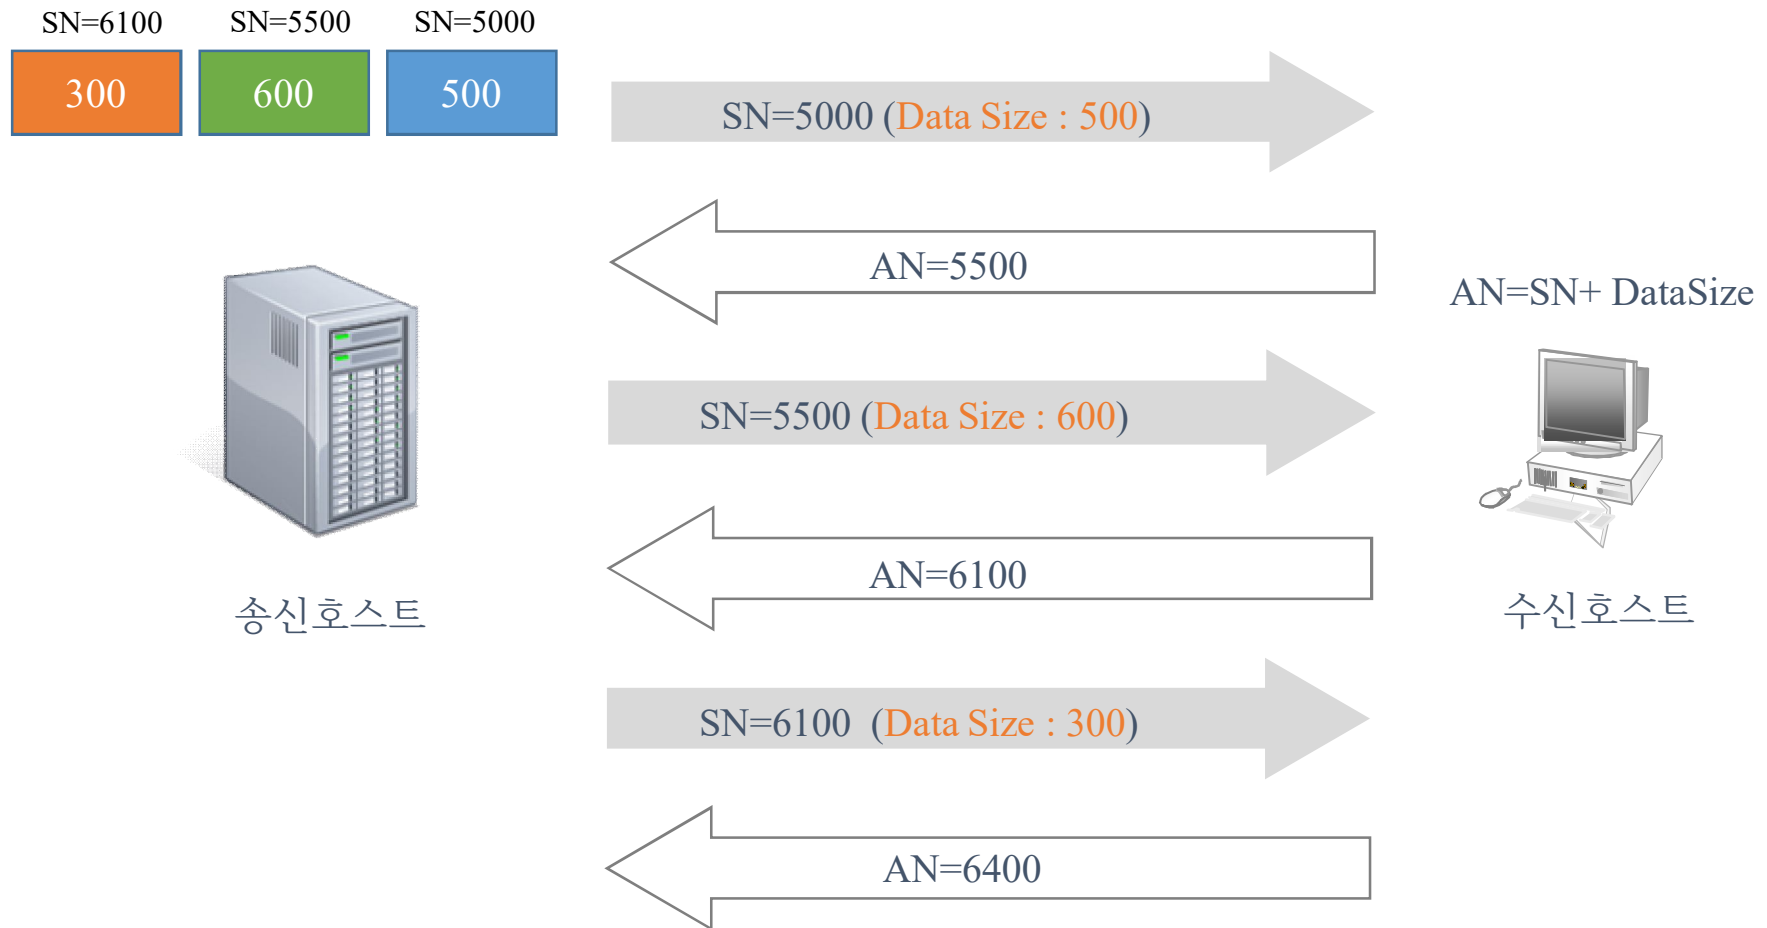 SN=6100 SN=5500 SN=5000
300 600 500
SN=5000 (Data Size : 500)
AN=5500
AN=SN+ DataSize
SN=5500 (Data Size : 600)
AN=6100
송신호스트
수신호스트
SN=6100 (Data Size : 300)
AN=6400